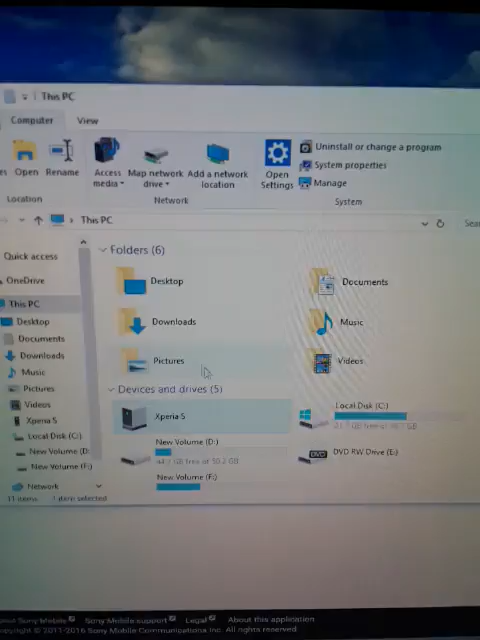 This PC
Computer View
Open Rename Access media Map network drive Add a network location Open Settings Uninstall or change a program
System properties
Manage
Location Network System
This PC
Quick access
OneDrive
This PC
Desktop
Documents
Downloads
Music
Pictures
Videos
Xperia S
Local Disk (C:)
New Volume (D:
New Volume (F:)
Network
Folders (6)
Desktop Documents
Downloads Music
Pictures Videos
Devices and drives (5)
Xperia S Local Disk (C:)
New Volume (D:) DVD RW Drive (E:)
New Volume (F:)
11 items 1 item selected
Sony Mobile Sony Mobile support Legal About this application
2011-2016 Sony Mobile Communications Inc. All rights reserved